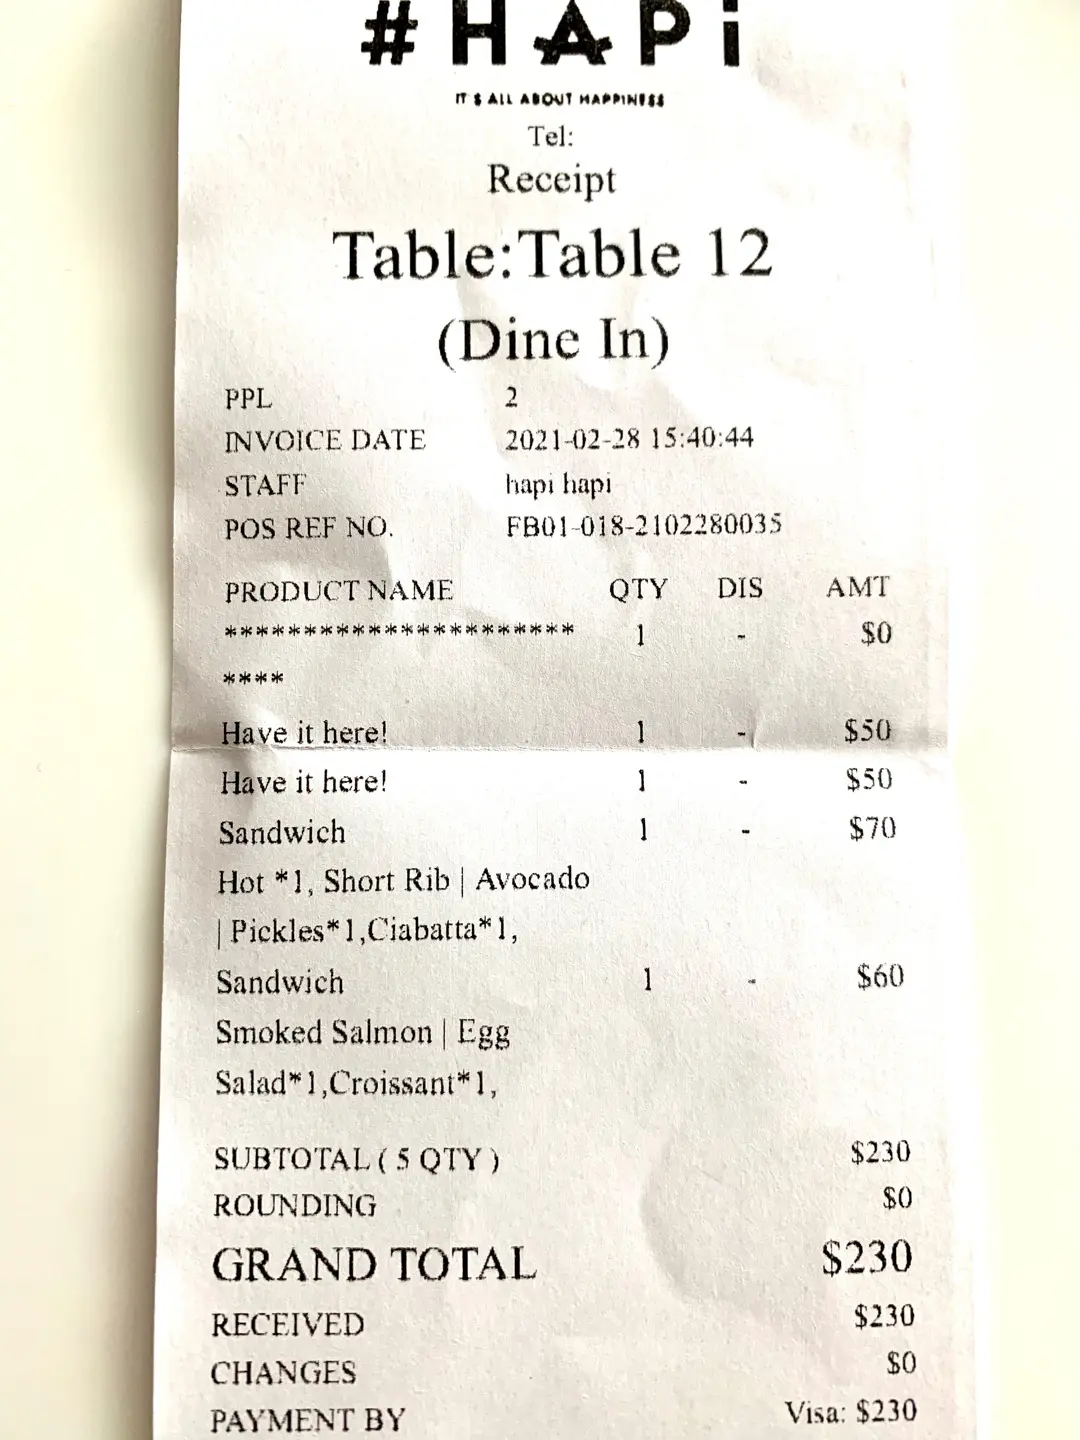 #HAPi
IT'S ALL ABOUT HAPPINESS
Tel:
Receipt
Table:Table 12
(Dine In)
PPL 2
INVOICE DATE 2021-02-28 15:40:44
STAFF hapi hapi
POS REF NO. FB01-018-2102280035
PRODUCT NAME QTY DIS AMT
********************** 1 - $0
****
Have it here! 1 - $50
Have it here! 1 - $50
Sandwich 1 - $70
Hot *1, Short Rib | Avocado
| Pickles*1,Ciabatta*1,
Sandwich 1 - $60
Smoked Salmon | Egg
Salad*1,Croissant*1,
SUBTOTAL ( 5 QTY ) $230
ROUNDING $0
GRAND TOTAL $230
RECEIVED $230
CHANGES $0
PAYMENT BY Visa: $230